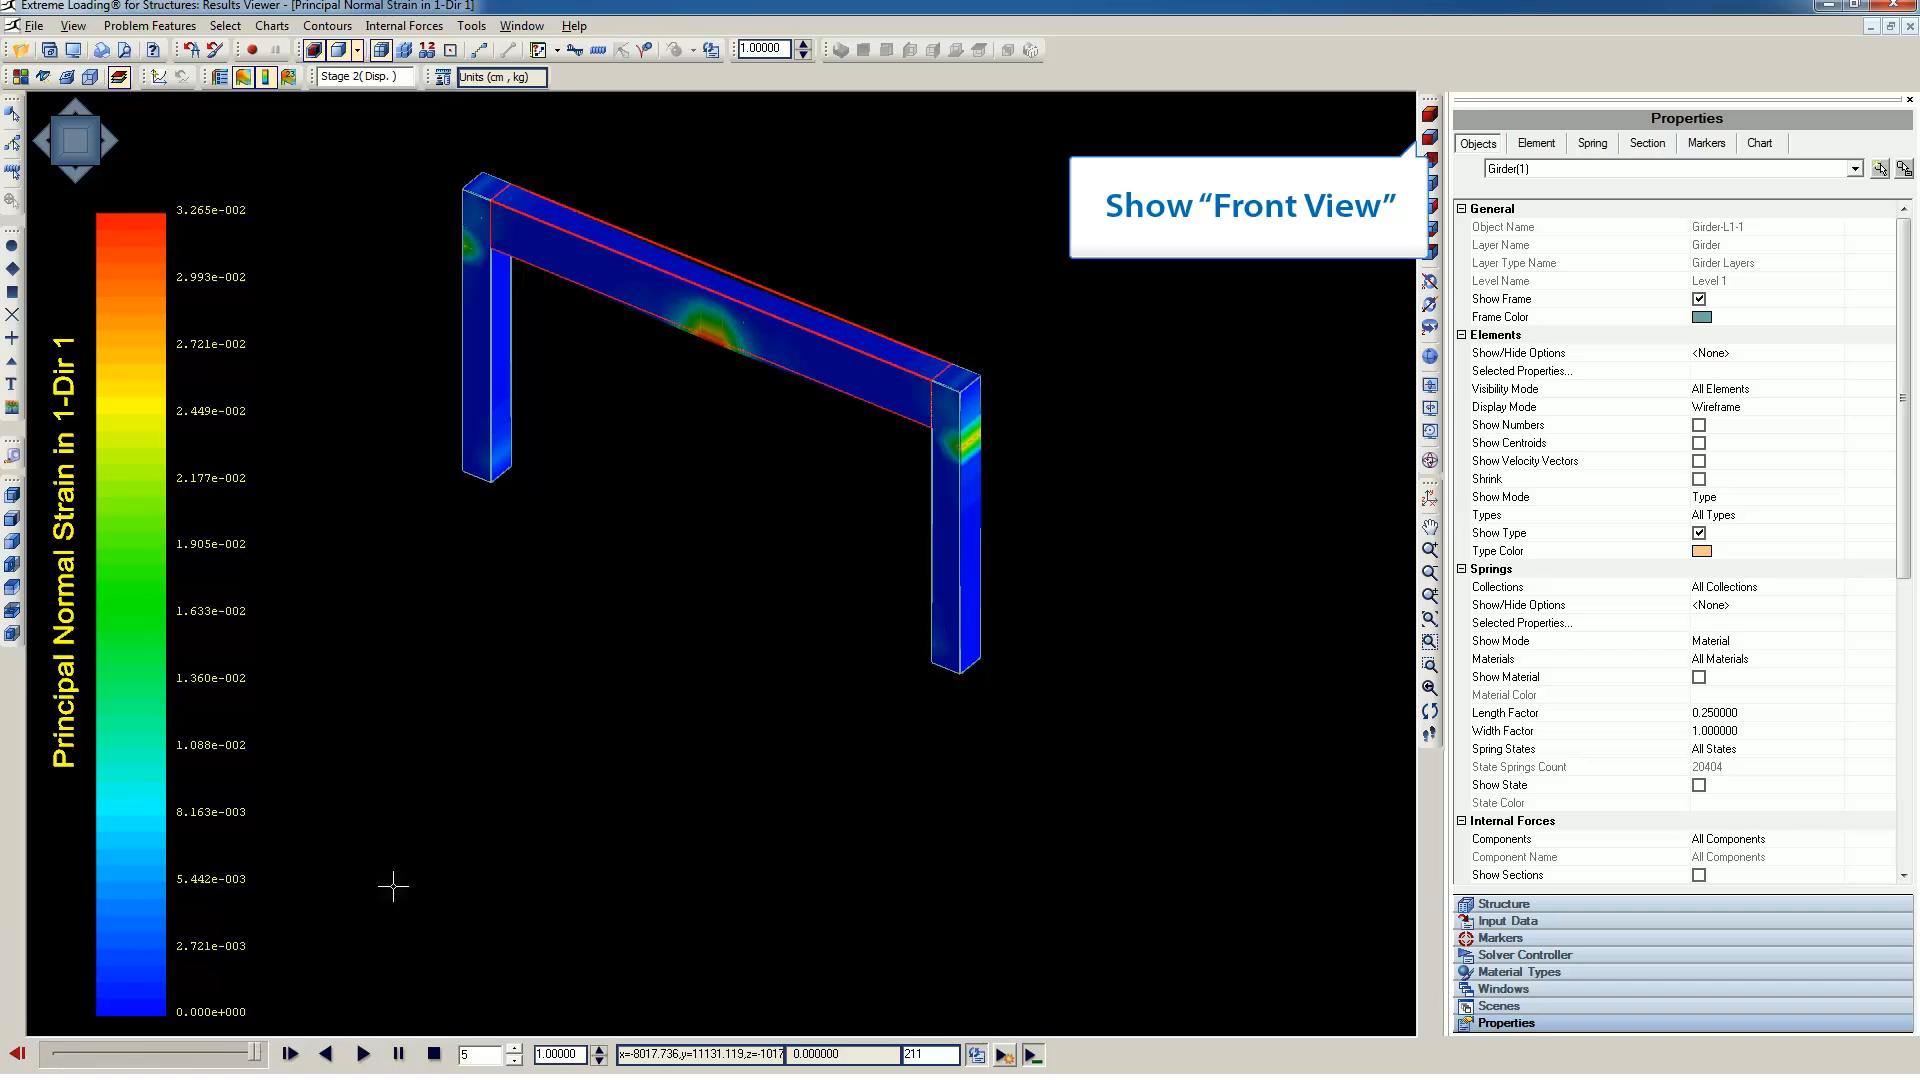 Extreme Loading® for Structures: Results Viewer - [Principal Normal Strain in 1-Dir 1]
File View Problem Features Select Charts Contours Internal Forces Tools Window Help
1.00000
Stage 2( Disp. ) Units (cm , kg)
Principal Normal Strain in 1-Dir 1
3.265e-002
2.993e-002
2.721e-002
2.449e-002
2.177e-002
1.905e-002
1.633e-002
1.360e-002
1.088e-002
8.163e-003
5.442e-003
2.721e-003
0.000e+000
Show “Front View”
Properties
Objects Element Spring Section Markers Chart
Girder(1)
General
Object Name Girder-L1-1
Layer Name Girder
Layer Type Name Girder Layers
Level Name Level 1
Show Frame
Frame Color
Elements
Show/Hide Options <None>
Selected Properties...
Visibility Mode All Elements
Display Mode Wireframe
Show Numbers
Show Centroids
Show Velocity Vectors
Shrink
Show Mode Type
Types All Types
Show Type
Type Color
Springs
Collections All Collections
Show/Hide Options <None>
Selected Properties...
Show Mode Material
Materials All Materials
Show Material
Material Color
Length Factor 0.250000
Width Factor 1.000000
Spring States All States
State Springs Count 20404
Show State
State Color
Internal Forces
Components All Components
Component Name All Components
Show Sections
Structure
Input Data
Markers
Solver Controller
Material Types
Windows
Scenes
Properties
5 1.00000 x=-8017.736,y=11131.119,z=-1017 0.000000 211